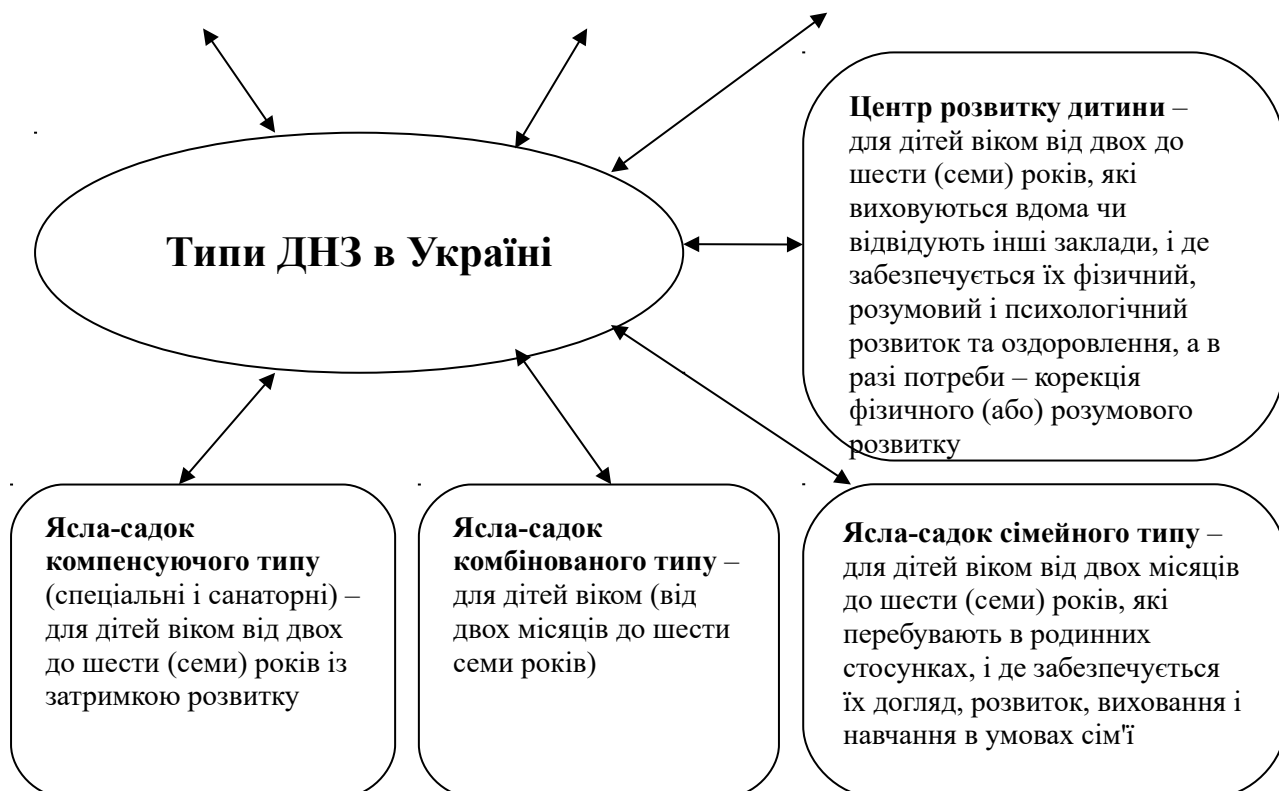 Центр розвитку дитини –
для дітей віком від двох до
шести (семи) років, які
виховуються вдома чи
відвідують інші заклади, і де
забезпечується їх фізичний,
розумовий і психологічний
розвиток та оздоровлення, а в
разі потреби – корекція
фізичного (або) розумового
розвитку
Типи ДНЗ в Україні
Ясла-садок
компенсуючого типу
(спеціальні і санаторні) –
для дітей віком від двох
до шести (семи) років із
затримкою розвитку
Ясла-садок
комбінованого типу –
для дітей віком (від
двох місяців до шести
семи років)
Ясла-садок сімейного типу –
для дітей віком від двох місяців
до шести (семи) років, які
перебувають в родинних
стосунках, і де забезпечується
їх догляд, розвиток, виховання і
навчання в умовах сім'ї